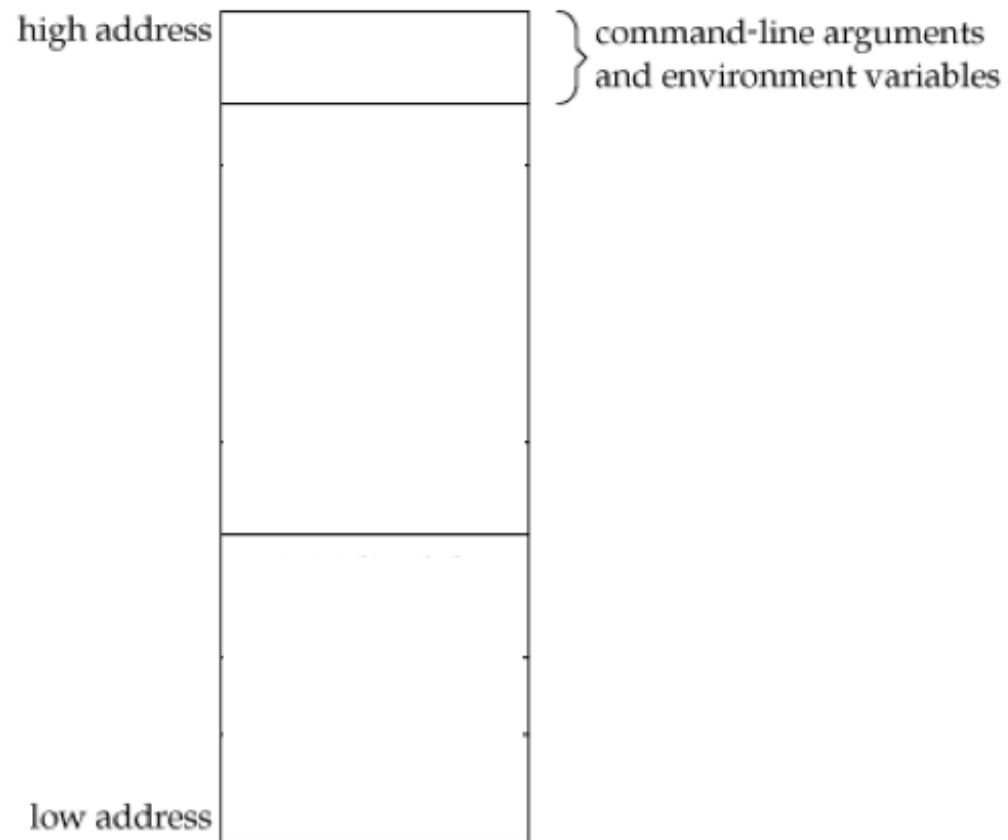 high address
command-line arguments
and environment variables
low address